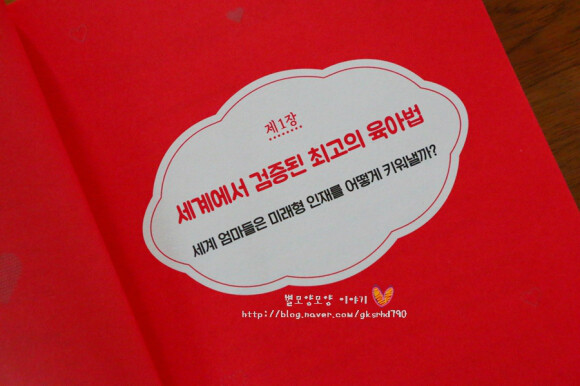 제1장
세계에서 검증된 최고의 육아법
세계 엄마들은 미래형 인재를 어떻게 키워낼까?
별모양모양 이야기
http://blog.naver.com/gksrhd790